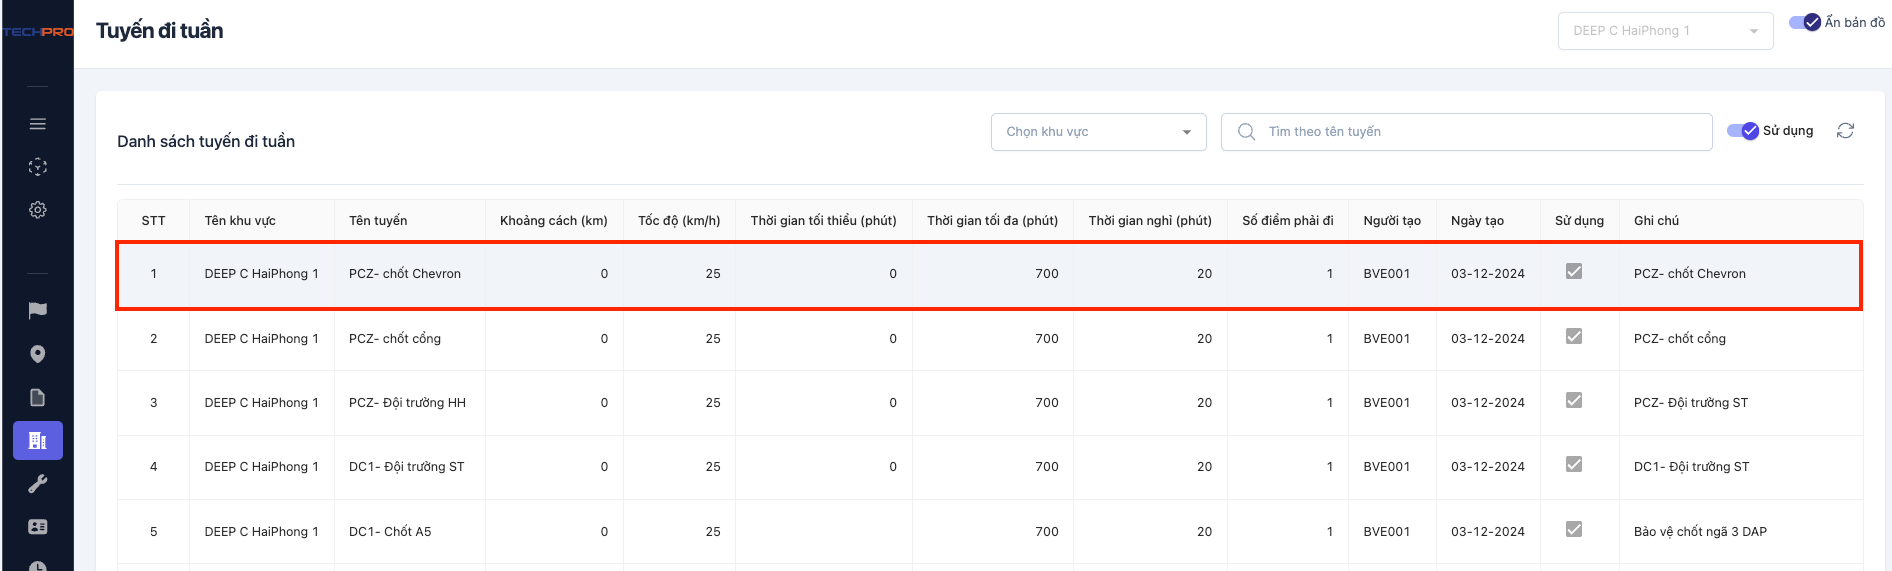 TECHPRO
Tuyến đi tuần
DEEP C HaiPhong 1
Ẩn bản đồ
Danh sách tuyến đi tuần
Chọn khu vực
Tìm theo tên tuyến
Sử dụng
STT Tên khu vực Tên tuyến Khoảng cách (km) Tốc độ (km/h) Thời gian tối thiểu (phút) Thời gian tối đa (phút) Thời gian nghỉ (phút) Số điểm phải đi Người tạo Ngày tạo Sử dụng Ghi chú
1 DEEP C HaiPhong 1 PCZ- chốt Chevron 0 25 0 700 20 1 BVE001 03-12-2024 PCZ- chốt Chevron
2 DEEP C HaiPhong 1 PCZ- chốt cổng 0 25 0 700 20 1 BVE001 03-12-2024 PCZ- chốt cổng
3 DEEP C HaiPhong 1 PCZ- Đội trưởng HH 0 25 0 700 20 1 BVE001 03-12-2024 PCZ- Đội trưởng ST
4 DEEP C HaiPhong 1 DC1- Đội trưởng ST 0 25 0 700 20 1 BVE001 03-12-2024 DC1- Đội trưởng ST
5 DEEP C HaiPhong 1 DC1- Chốt A5 0 25 700 20 1 BVE001 03-12-2024 Bảo vệ chốt ngã 3 DAP